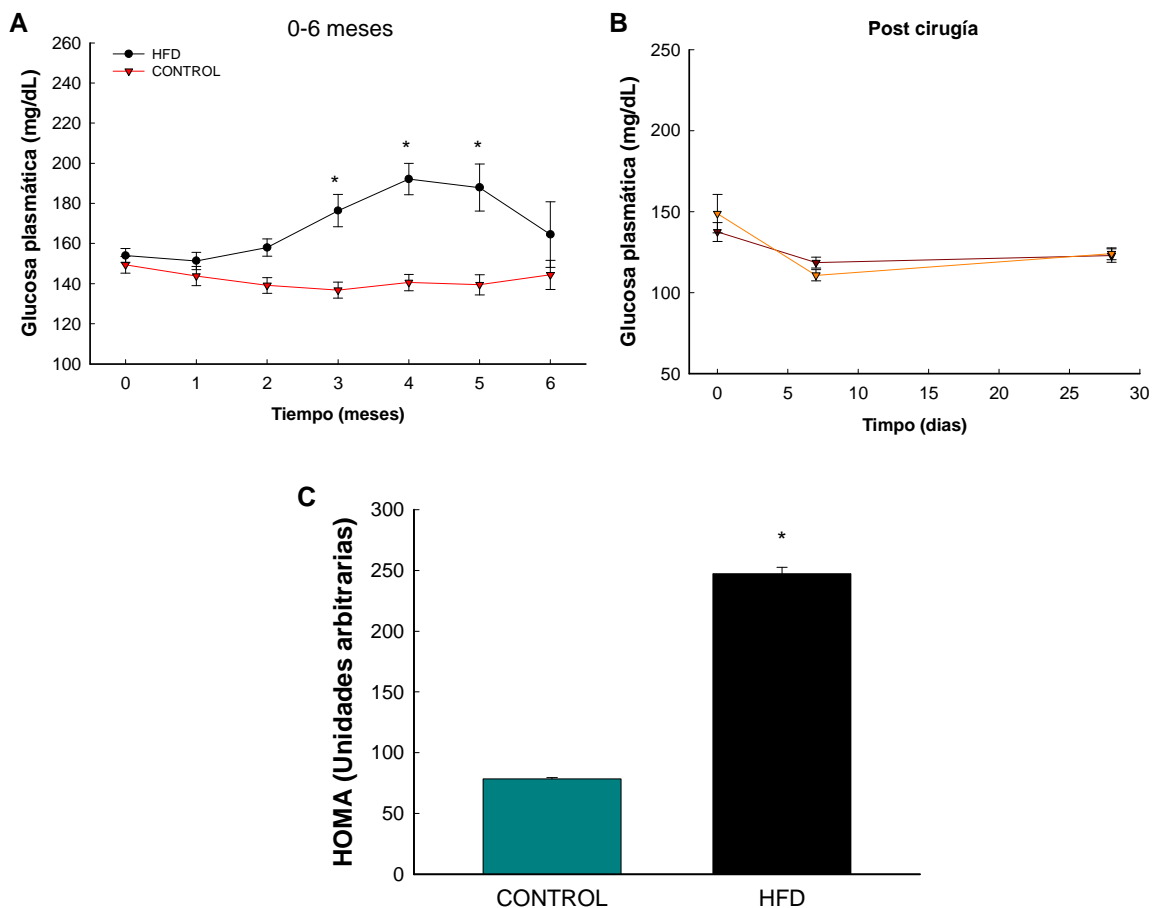 A
0-6 meses
260
240
220
200
180
160
140
120
100
Glucosa plasmática (mg/dL)
HFD
CONTROL
*
*
*
0 1 2 3 4 5 6
Tiempo (meses)
B
Post cirugía
250
200
150
100
50
Glucosa plasmática (mg/dL)
0 5 10 15 20 25 30
Timpo (dias)
C
300
250
200
150
100
50
0
HOMA (Unidades arbitrarias)
*
CONTROL HFD